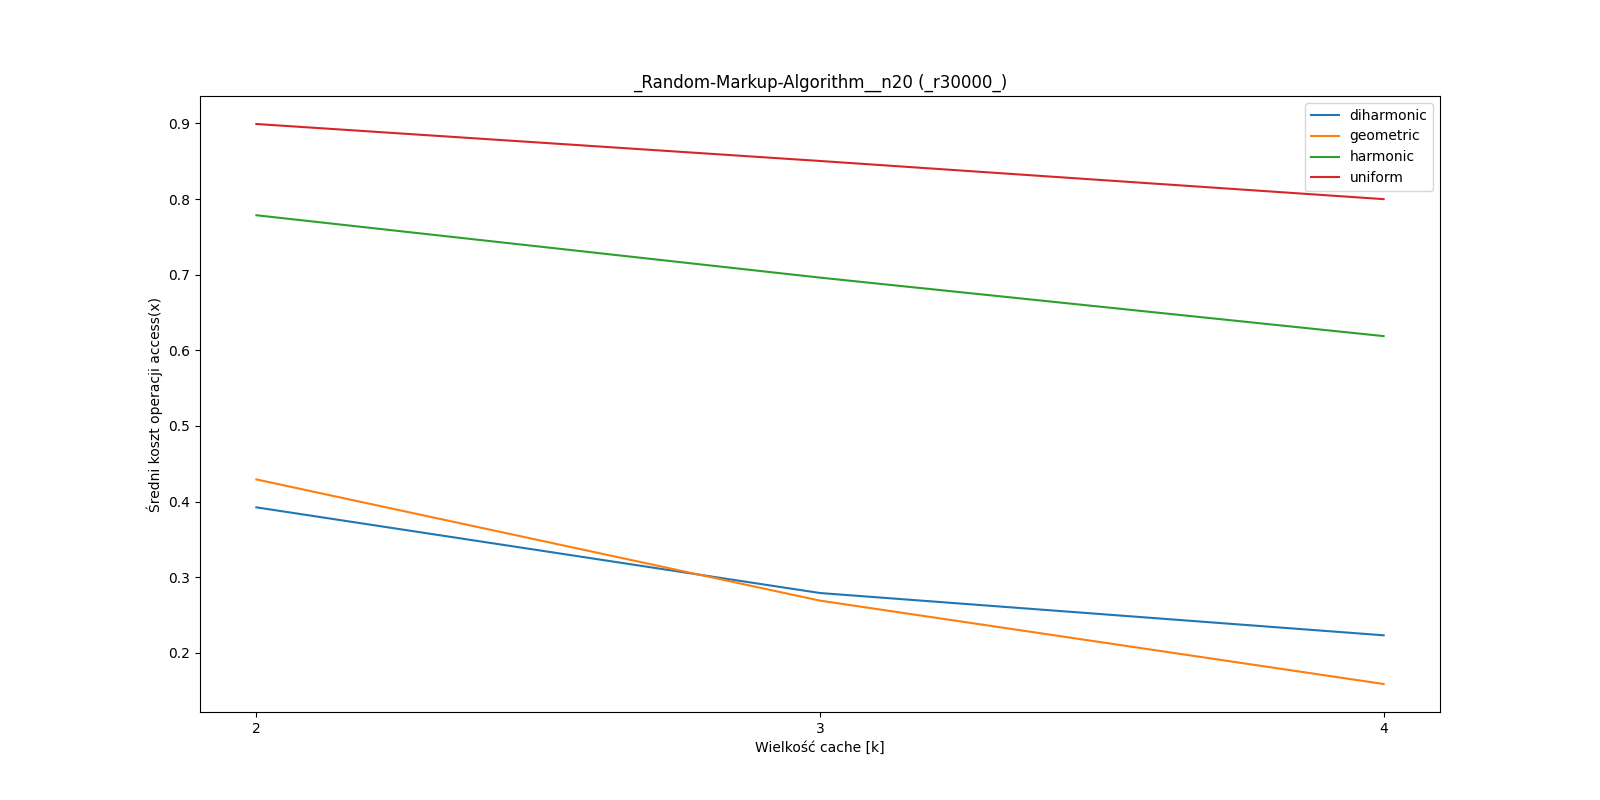 _Random-Markup-Algorithm__n20 (_r30000_)
diharmonic
geometric
harmonic
uniform
Średni koszt operacji access(x)
0.9
0.8
0.7
0.6
0.5
0.4
0.3
0.2
2
3
4
Wielkość cache [k]